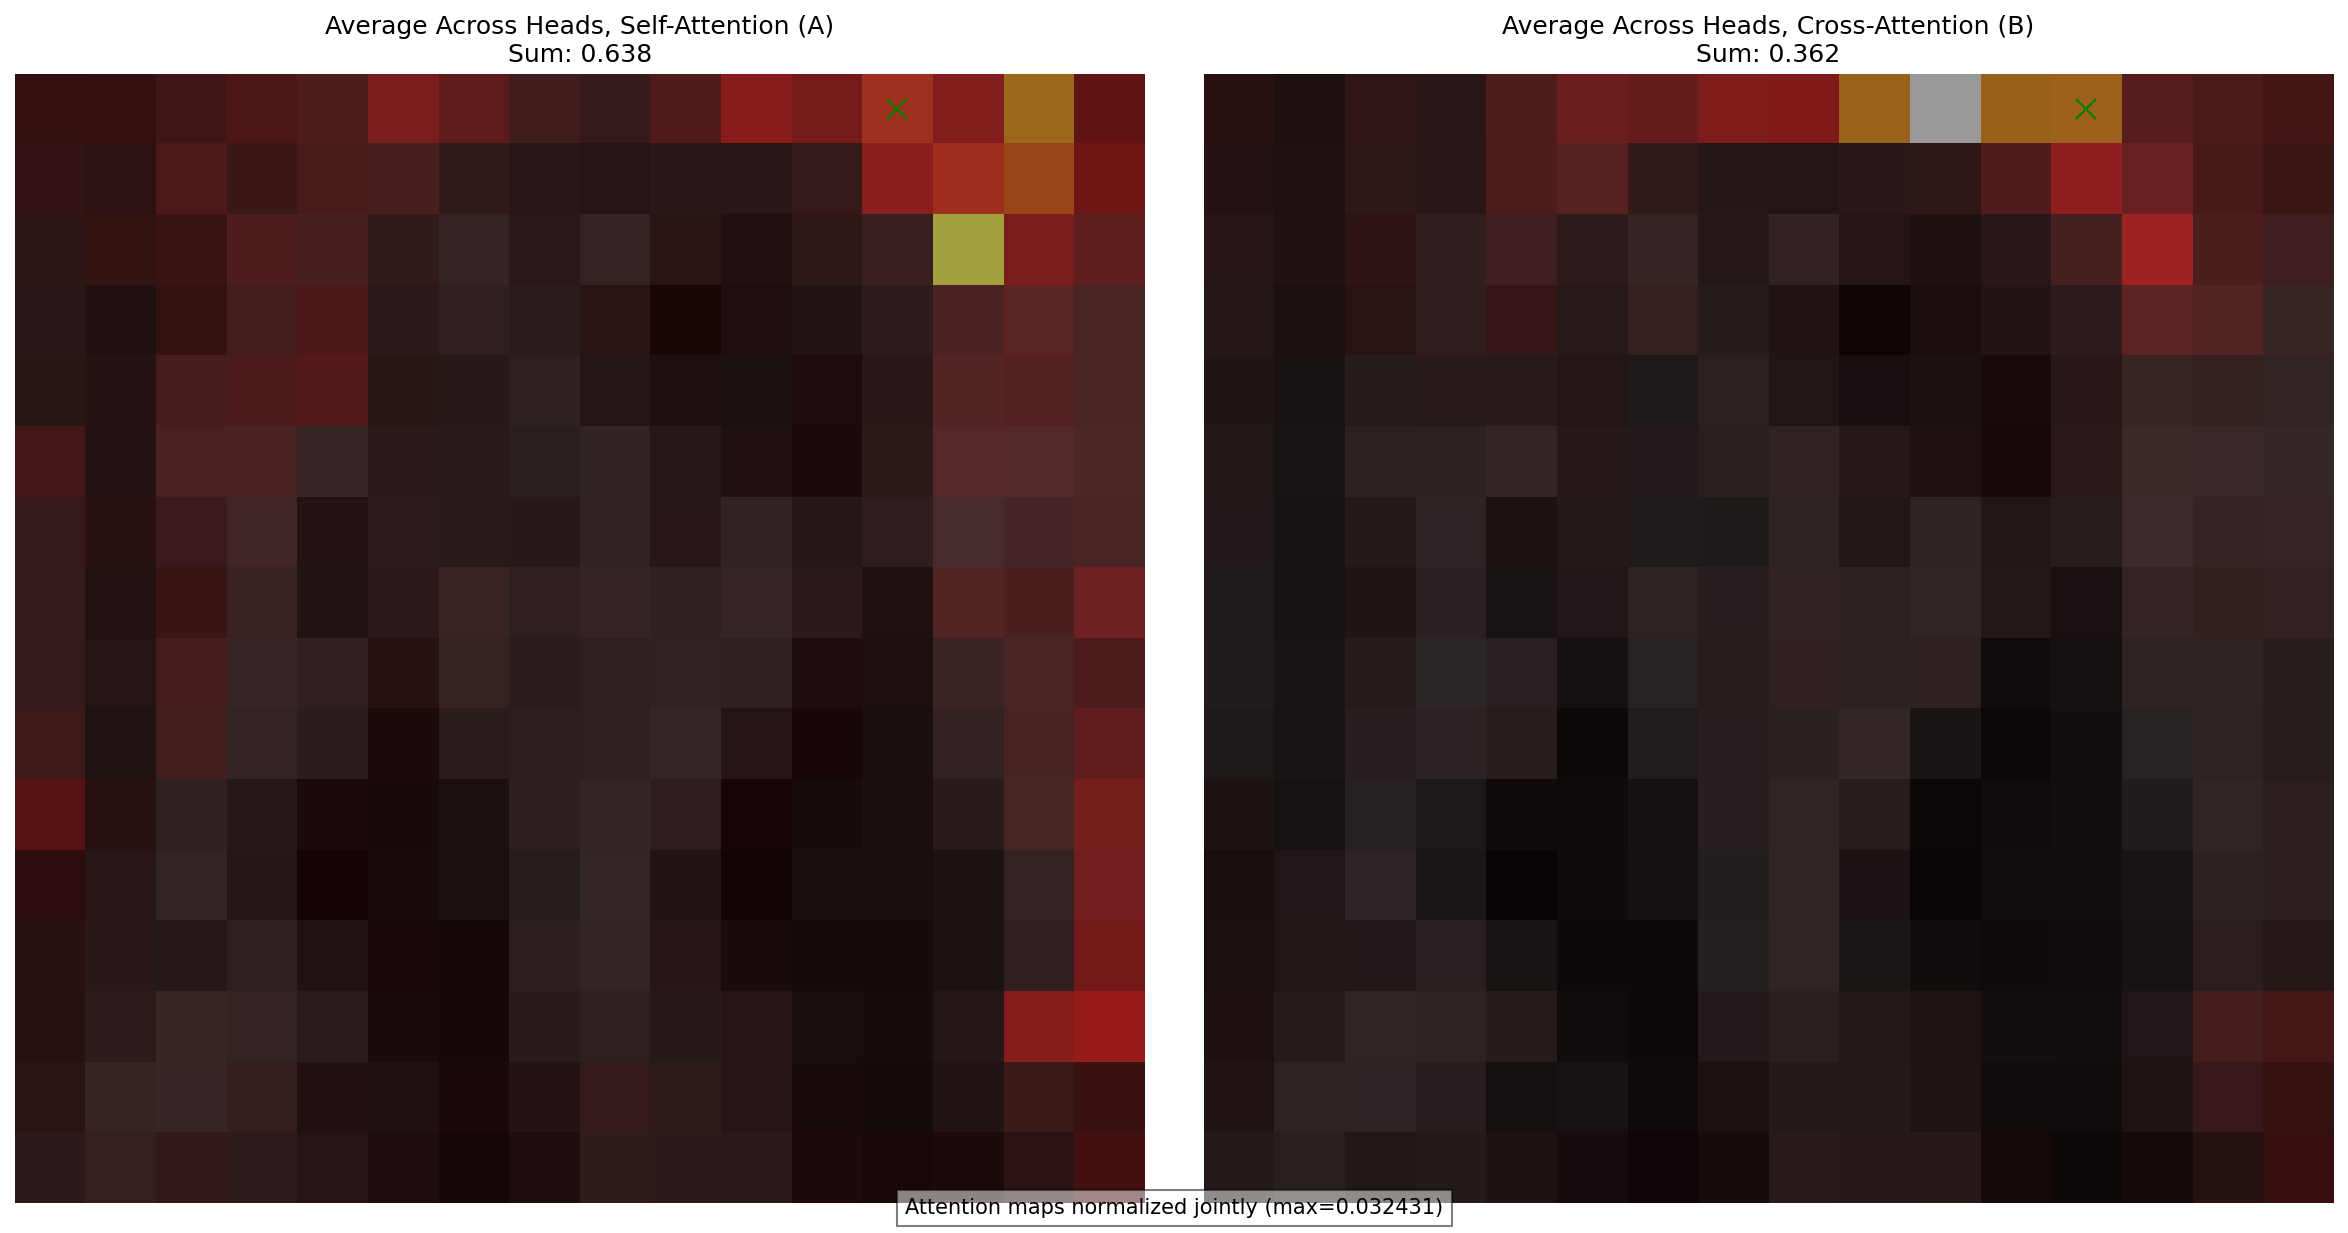 Average Across Heads, Self-Attention (A)
Sum: 0.638
Average Across Heads, Cross-Attention (B)
Sum: 0.362
Attention maps normalized jointly (max=0.032431)